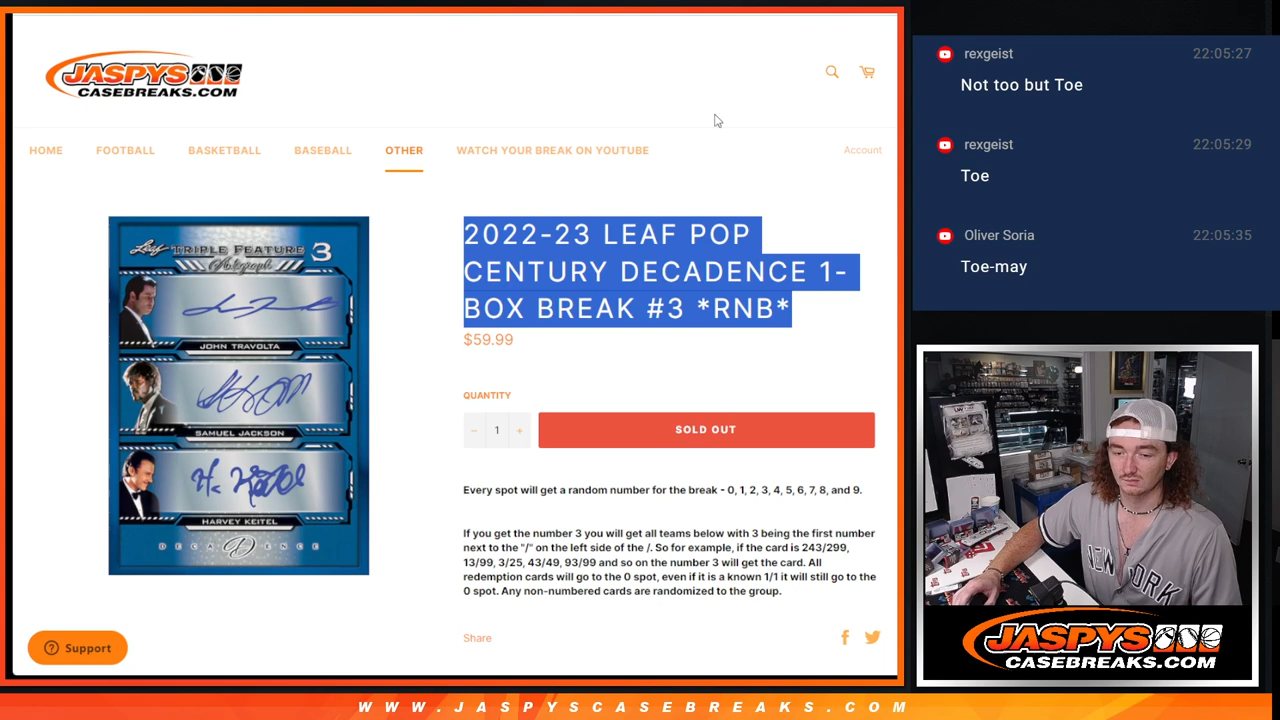 JASPYS
CASEBREAKS.COM
HOME FOOTBALL BASKETBALL BASEBALL OTHER WATCH YOUR BREAK ON YOUTUBE Account
Leaf TRIPLE FEATURE 3
Autograph
JOHN TRAVOLTA
SAMUEL JACKSON
HARVEY KEITEL
DECADENCE
2022-23 LEAF POP
CENTURY DECADENCE 1-
BOX BREAK #3 *RNB*
$59.99
QUANTITY
− 1 + SOLD OUT
Every spot will get a random number for the break - 0, 1, 2, 3, 4, 5, 6, 7, 8, and 9.
If you get the number 3 you will get all teams below with 3 being the first number
next to the "/" on the left side of the /. So for example, if the card is 243/299,
13/99, 3/25, 43/49, 93/99 and so on the number 3 will get the card. All
redemption cards will go to the 0 spot, even if it is a known 1/1 it will still go to the
0 spot. Any non-numbered cards are randomized to the group.
Share
Support
rexgeist 22:05:27
Not too but Toe
rexgeist 22:05:29
Toe
Oliver Soria 22:05:35
Toe-may
NEW YORK
JASPYS
CASEBREAKS.COM
WWW.JASPYSCASEBREAKS.COM